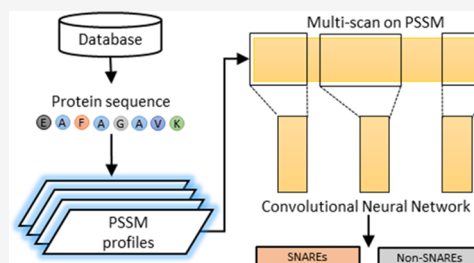 Database
Protein sequence
E A F A G A V K
PSSM
profiles
Multi-scan on PSSM
Convolutional Neural Network
SNAREs Non-SNAREs